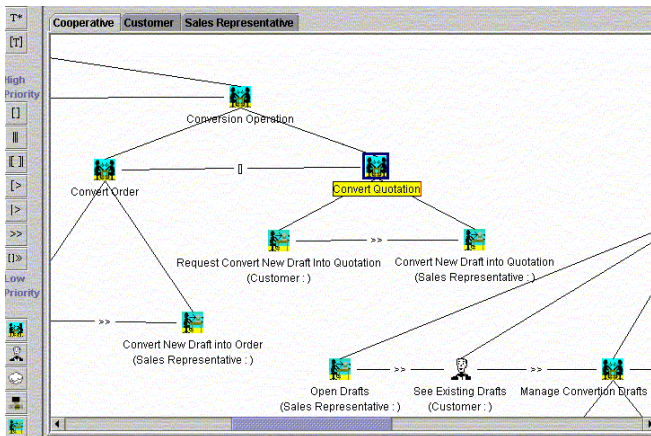 T*
Cooperative Customer Sales Representative
[T]
High
Priority
[]
|||
|[]|
[>
|>
>>
[]>>
Low
Priority
Conversion Operation
Convert Order
[]
Convert Quotation
Request Convert New Draft Into Quotation
(Customer : )
>>
Convert New Draft into Quotation
(Sales Representative : )
>>
Convert New Draft into Order
(Sales Representative : )
Open Drafts
(Sales Representative : )
>>
See Existing Drafts
(Customer : )
>>
Manage Convertion Drafts